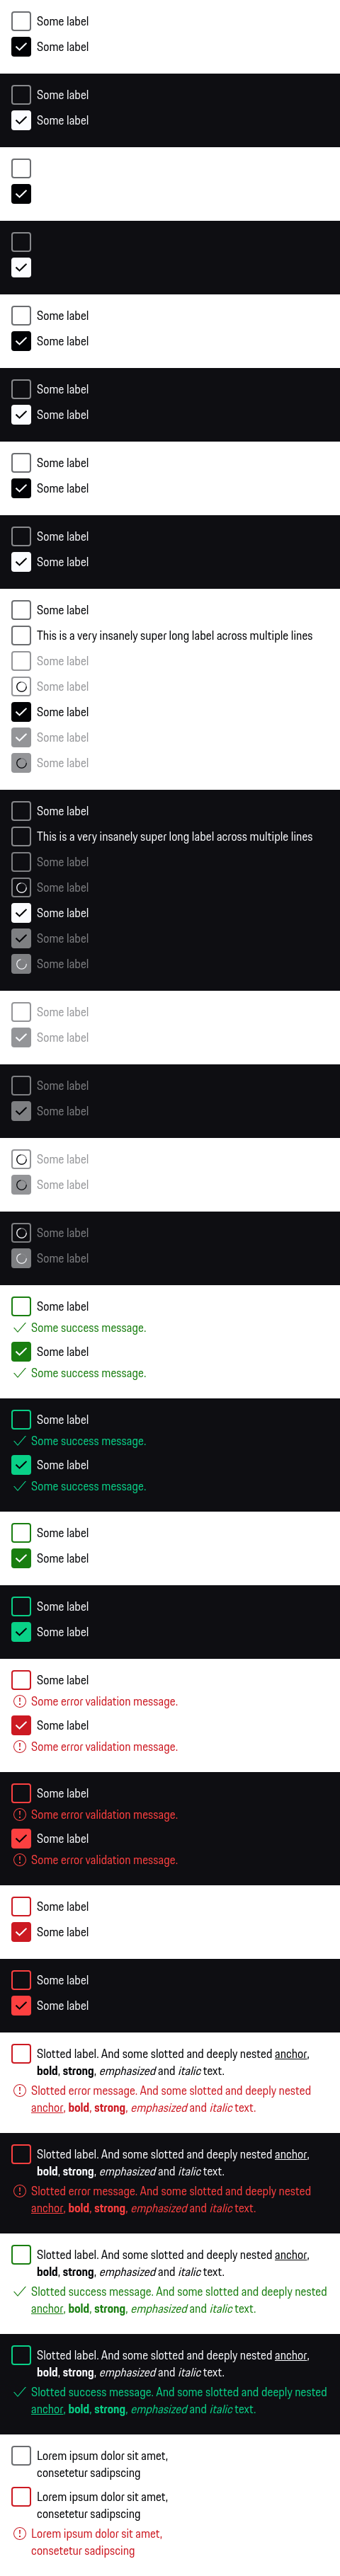 Some label
Some label
Some label
Some label
Some label
Some label
Some label
Some label
Some label
Some label
Some label
Some label
Some label
This is a very insanely super long label across multiple lines
Some label
Some label
Some label
Some label
Some label
Some label
This is a very insanely super long label across multiple lines
Some label
Some label
Some label
Some label
Some label
Some label
Some label
Some label
Some label
Some label
Some label
Some label
Some label
Some label
Some success message.
Some label
Some success message.
Some label
Some success message.
Some label
Some success message.
Some label
Some label
Some label
Some label
Some label
Some error validation message.
Some label
Some error validation message.
Some label
Some error validation message.
Some label
Some error validation message.
Some label
Some label
Some label
Some label
Slotted label. And some slotted and deeply nested anchor,
bold, strong, emphasized and italic text.
Slotted error message. And some slotted and deeply nested
anchor, bold, strong, emphasized and italic text.
Slotted label. And some slotted and deeply nested anchor,
bold, strong, emphasized and italic text.
Slotted error message. And some slotted and deeply nested
anchor, bold, strong, emphasized and italic text.
Slotted label. And some slotted and deeply nested anchor,
bold, strong, emphasized and italic text.
Slotted success message. And some slotted and deeply nested
anchor, bold, strong, emphasized and italic text.
Slotted label. And some slotted and deeply nested anchor,
bold, strong, emphasized and italic text.
Slotted success message. And some slotted and deeply nested
anchor, bold, strong, emphasized and italic text.
Lorem ipsum dolor sit amet,
consetetur sadipscing
Lorem ipsum dolor sit amet,
consetetur sadipscing
Lorem ipsum dolor sit amet,
consetetur sadipscing